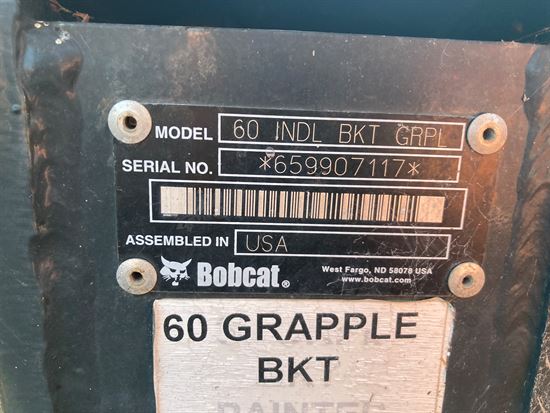 MODEL 60 INDL BKT GRPL
SERIAL NO. *659907117*
ASSEMBLED IN USA
Bobcat®
West Fargo, ND 58078 USA
www.bobcat.com
60 GRAPPLE
BKT
PAINTED